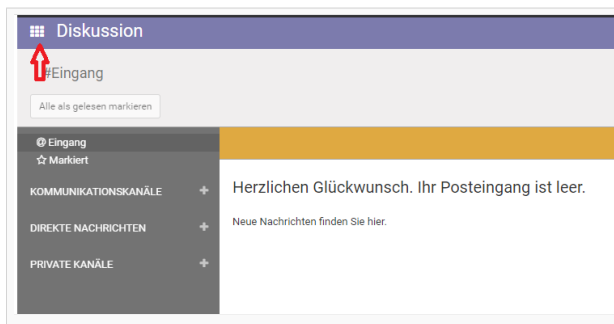 Diskussion
#Eingang
Alle als gelesen markieren
@ Eingang
Markiert
KOMMUNIKATIONSKANÄLE +
DIREKTE NACHRICHTEN +
PRIVATE KANÄLE +
Herzlichen Glückwunsch. Ihr Posteingang ist leer.
Neue Nachrichten finden Sie hier.